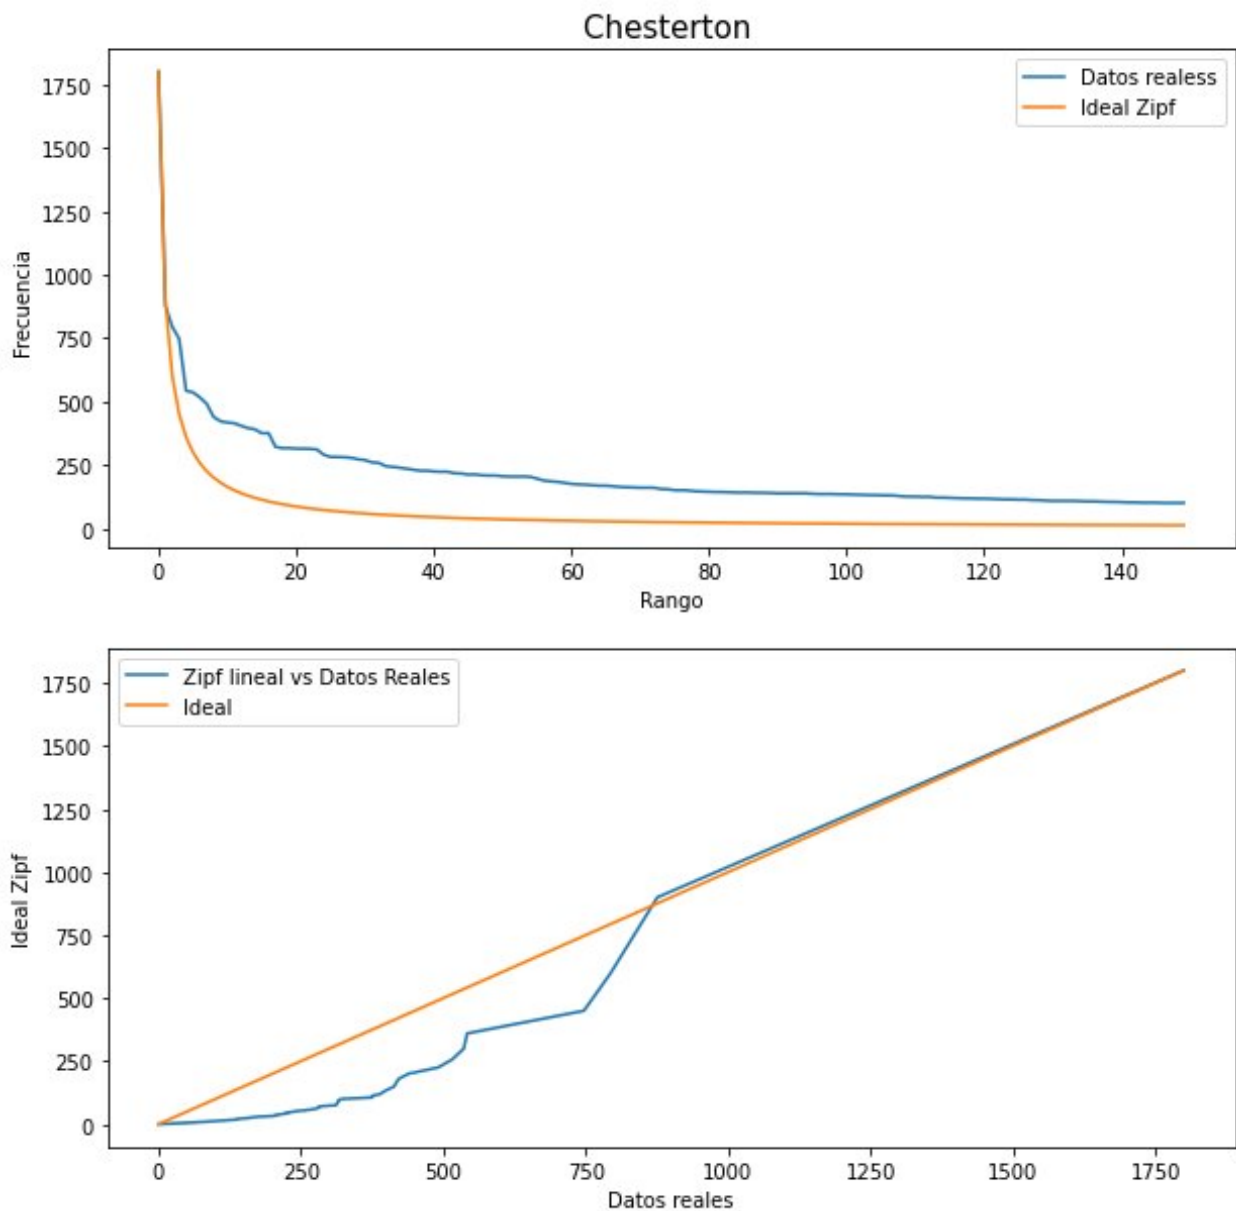 Chesterton
1750
1500
1250
1000
750
500
250
0
Frecuencia
Datos realess
Ideal Zipf
0 20 40 60 80 100 120 140
Rango
Zipf lineal vs Datos Reales
Ideal
1750
1500
1250
1000
750
500
250
0
Ideal Zipf
0 250 500 750 1000 1250 1500 1750
Datos reales